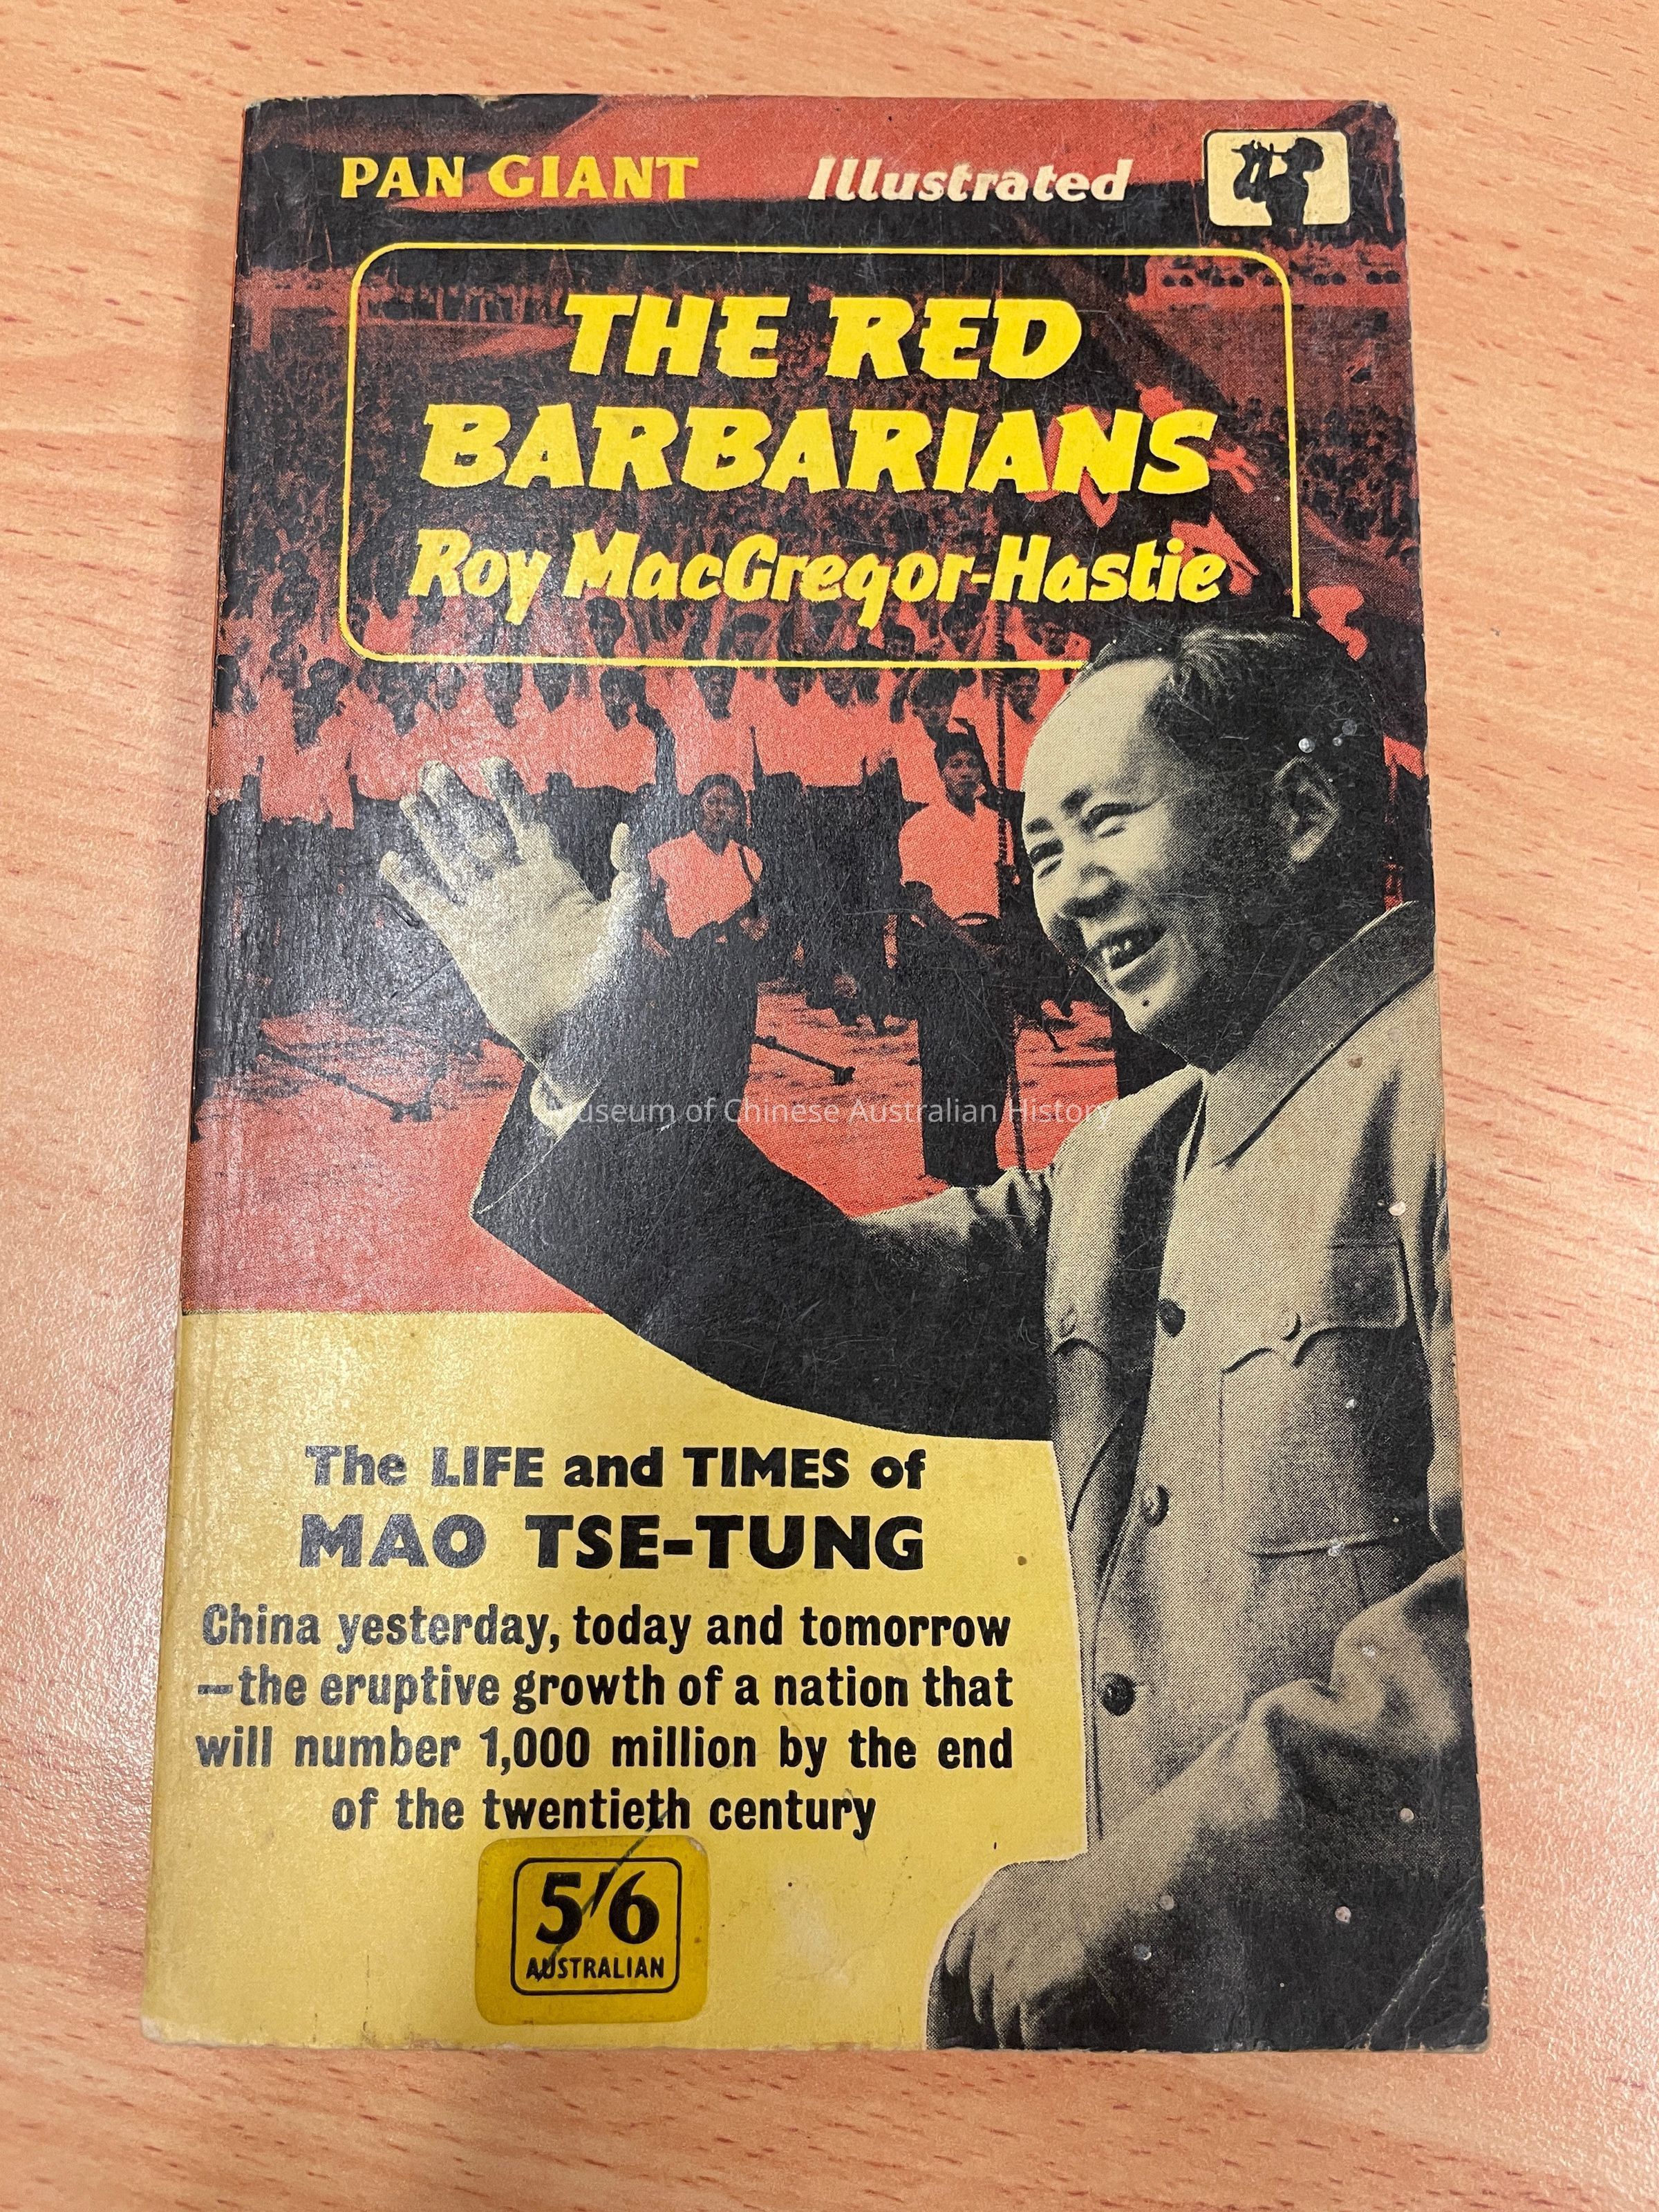 PAN GIANT Illustrated
THE RED
BARBARIANS
Roy MacGregor-Hastie
Museum of Chinese Australian History
The LIFE and TIMES of
MAO TSE-TUNG
China yesterday, today and tomorrow
—the eruptive growth of a nation that
will number 1,000 million by the end
of the twentieth century
5/6
AUSTRALIAN